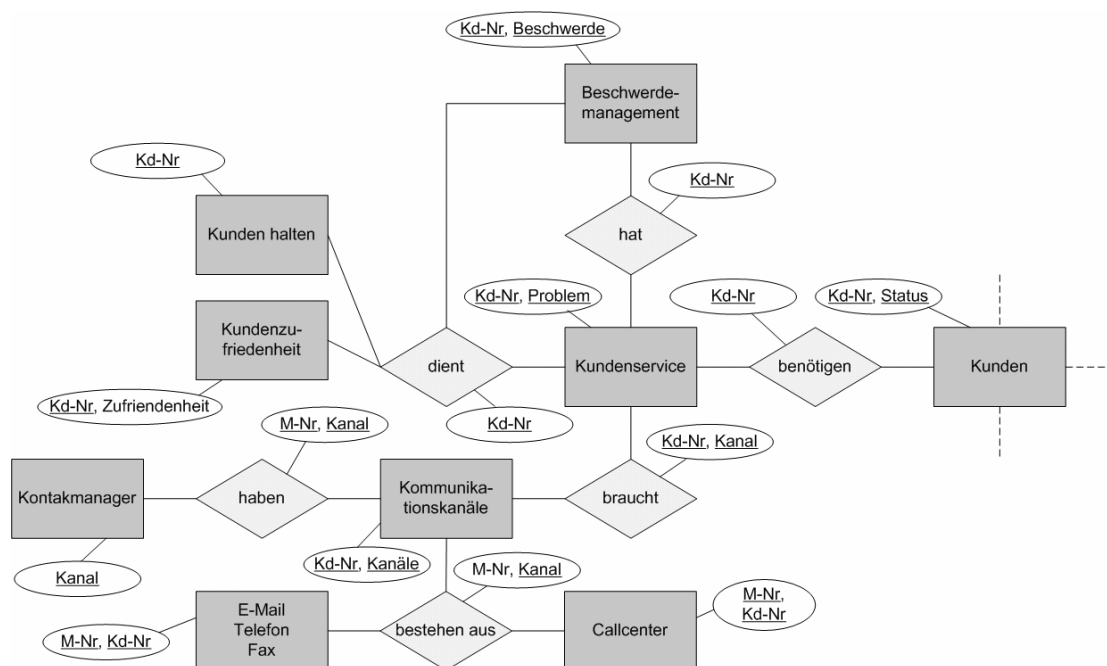 Kd-Nr, Beschwerde
Beschwerde-
management
Kd-Nr
Kd-Nr
Kunden halten
hat
Kd-Nr, Problem
Kd-Nr
Kd-Nr, Status
Kundenzu-
friedenheit
dient
Kundenservice
benötigen
Kunden
Kd-Nr, Zufriendenheit
Kd-Nr
M-Nr, Kanal
Kd-Nr, Kanal
Kontakmanager
haben
Kommunika-
tionskanäle
braucht
Kanal
Kd-Nr, Kanäle
M-Nr, Kanal
M-Nr, Kd-Nr
E-Mail
Telefon
Fax
bestehen aus
Callcenter
M-Nr,
Kd-Nr